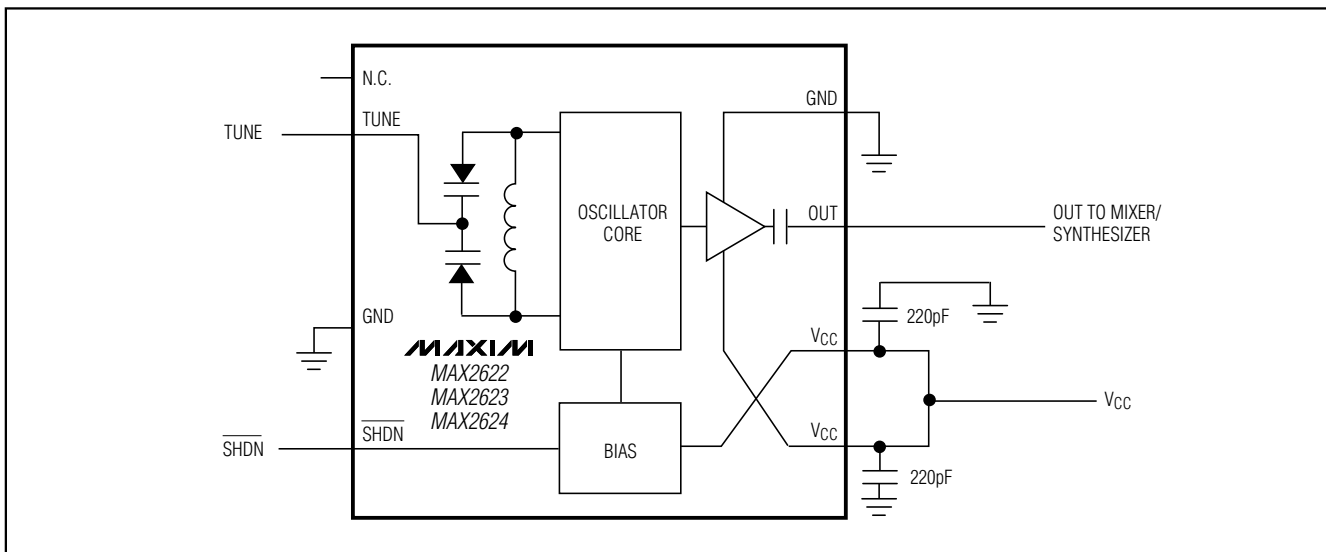 N.C.
GND
TUNE
TUNE
OSCILLATOR
CORE
OUT
OUT TO MIXER/
SYNTHESIZER
GND
220pF
VCC
MAXIM
MAX2622
MAX2623
MAX2624
VCC
SHDN
SHDN
BIAS
VCC
220pF